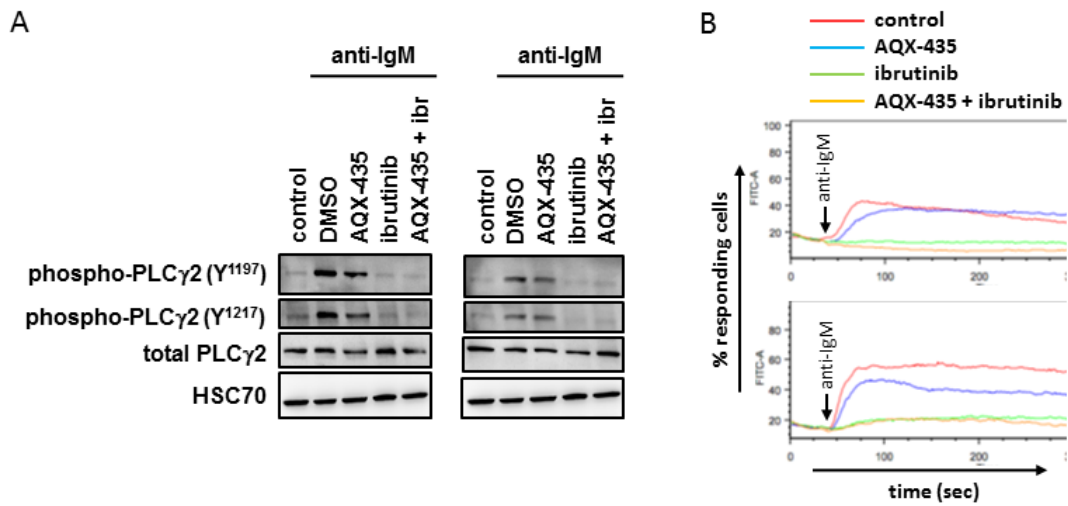 A
anti-IgM
anti-IgM
control
DMSO
AQX-435
ibrutinib
AQX-435 + ibr
control
DMSO
AQX-435
ibrutinib
AQX-435 + ibr
phospho-PLCγ2 (Y1197)
phospho-PLCγ2 (Y1217)
total PLCγ2
HSC70
B
control
AQX-435
ibrutinib
AQX-435 + ibrutinib
% responding cells
FITC-A
100
80
60
40
20
0
anti-IgM
0
100
200
FITC-A
80
60
40
20
anti-IgM
0
100
200
time (sec)